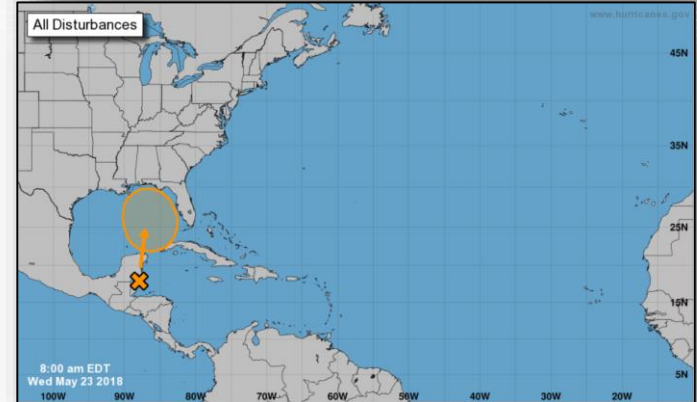 All Disturbances
www.hurricanes.gov
45N
35N
25N
15N
5N
8:00 am EDT
Wed May 23 2018
100W 90W 80W 70W 60W 50W 40W 30W 20W